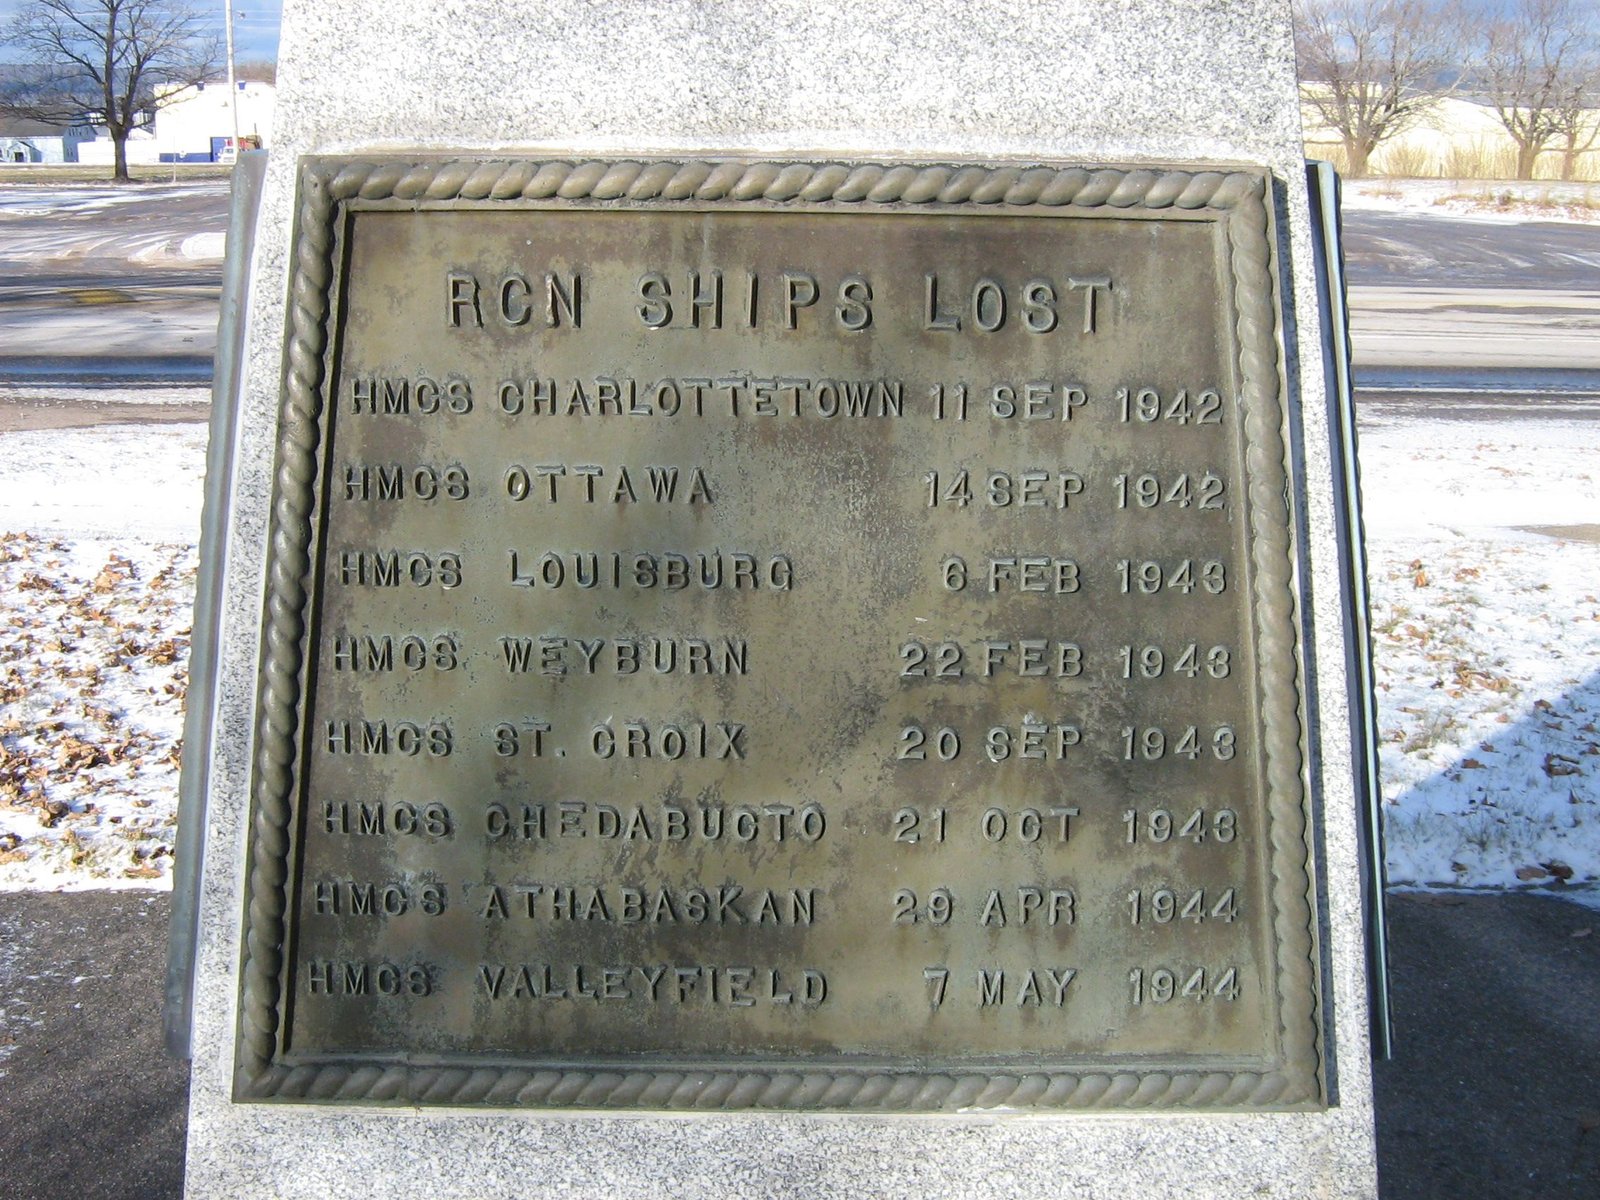 RCN SHIPS LOST
HMCS CHARLOTTETOWN 11 SEP 1942
HMCS OTTAWA 14 SEP 1942
HMCS LOUISBURG 6 FEB 1943
HMCS WEYBURN 22 FEB 1943
HMCS ST. CROIX 20 SEP 1943
HMCS CHEDABUCTO 21 OCT 1943
HMCS ATHABASKAN 29 APR 1944
HMCS VALLEYFIELD 7 MAY 1944